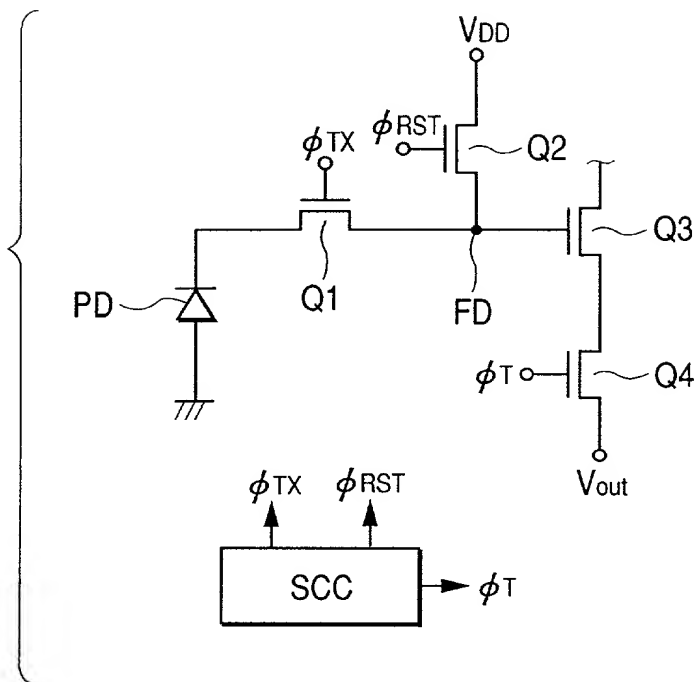 VDD
ϕRST
Q2
ϕTX
Q3
Q1
PD
FD
ϕT
Q4
Vout
ϕTX
ϕRST
SCC
ϕT